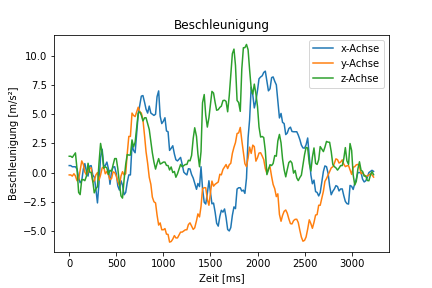 Beschleunigung
x-Achse
y-Achse
z-Achse
Beschleunigung [m/s²]
10.0
7.5
5.0
2.5
0.0
−2.5
−5.0
0 500 1000 1500 2000 2500 3000
Zeit [ms]